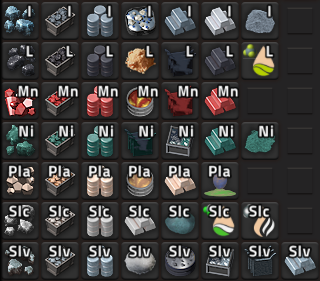 I I I I I I I
L L L L L L L
Mn Mn Mn Mn Mn Mn
Ni Ni Ni Ni Ni Ni Ni
Pla Pla Pla Pla Pla Pla
Slc Slc Slc Slc Slc Slc Slc
Slv Slv Slv Slv Slv Slv Slv Slv